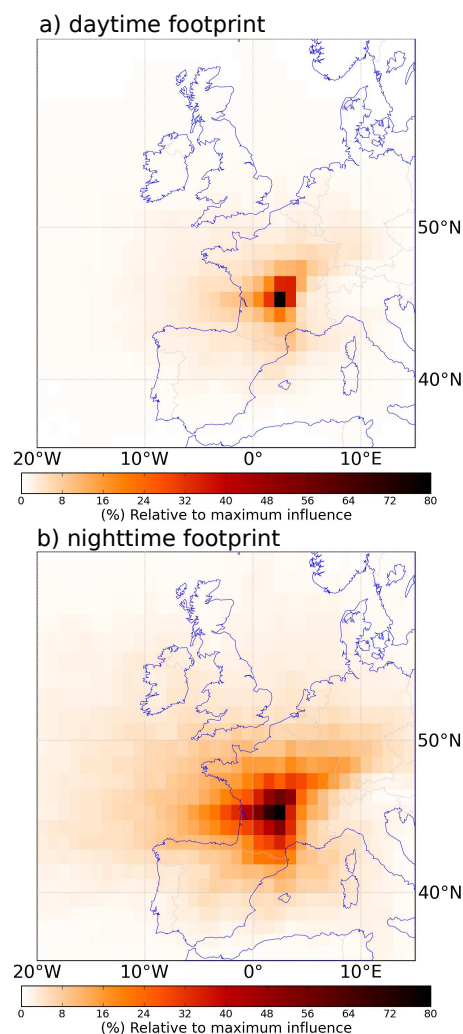 a) daytime footprint
50°N
40°N
20°W 10°W 0° 10°E
0 8 16 24 32 40 48 56 64 72 80
(%) Relative to maximum influence
b) nighttime footprint
50°N
40°N
20°W 10°W 0° 10°E
0 8 16 24 32 40 48 56 64 72 80
(%) Relative to maximum influence